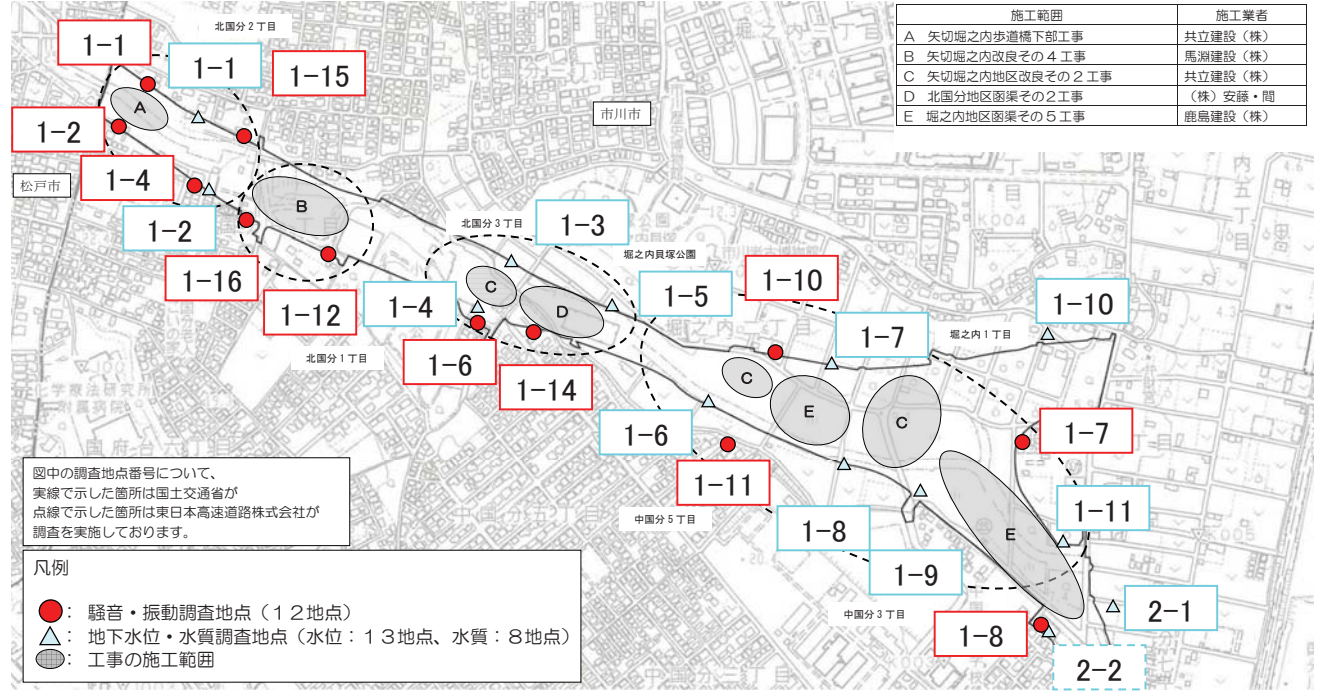 北国分2丁目
1-1
1-1
1-15
A
1-2
市川市
松戸市
1-4
B
1-2
1-16
1-12
北国分3丁目
1-3
堀之内貝塚公園
C
D
1-4
1-5
1-10
1-6
1-14
北国分1丁目
1-7
堀之内1丁目
1-10
C
E
C
1-6
1-11
1-7
中国分5丁目
1-8
1-9
E
1-11
中国分3丁目
2-1
1-8
2-2
施工範囲 施工業者
A 矢切堀之内歩道橋下部工事 共立建設(株)
B 矢切堀之内改良その4工事 馬淵建設(株)
C 矢切堀之内地区改良その2工事 共立建設(株)
D 北国分地区函渠その2工事 (株)安藤・間
E 堀之内地区函渠その5工事 鹿島建設(株)
図中の調査地点番号について、
実線で示した箇所は国土交通省が
点線で示した箇所は東日本高速道路株式会社が
調査を実施しております。
凡例
: 騒音・振動調査地点(12地点)
: 地下水位・水質調査地点(水位:13地点、水質:8地点)
: 工事の施工範囲